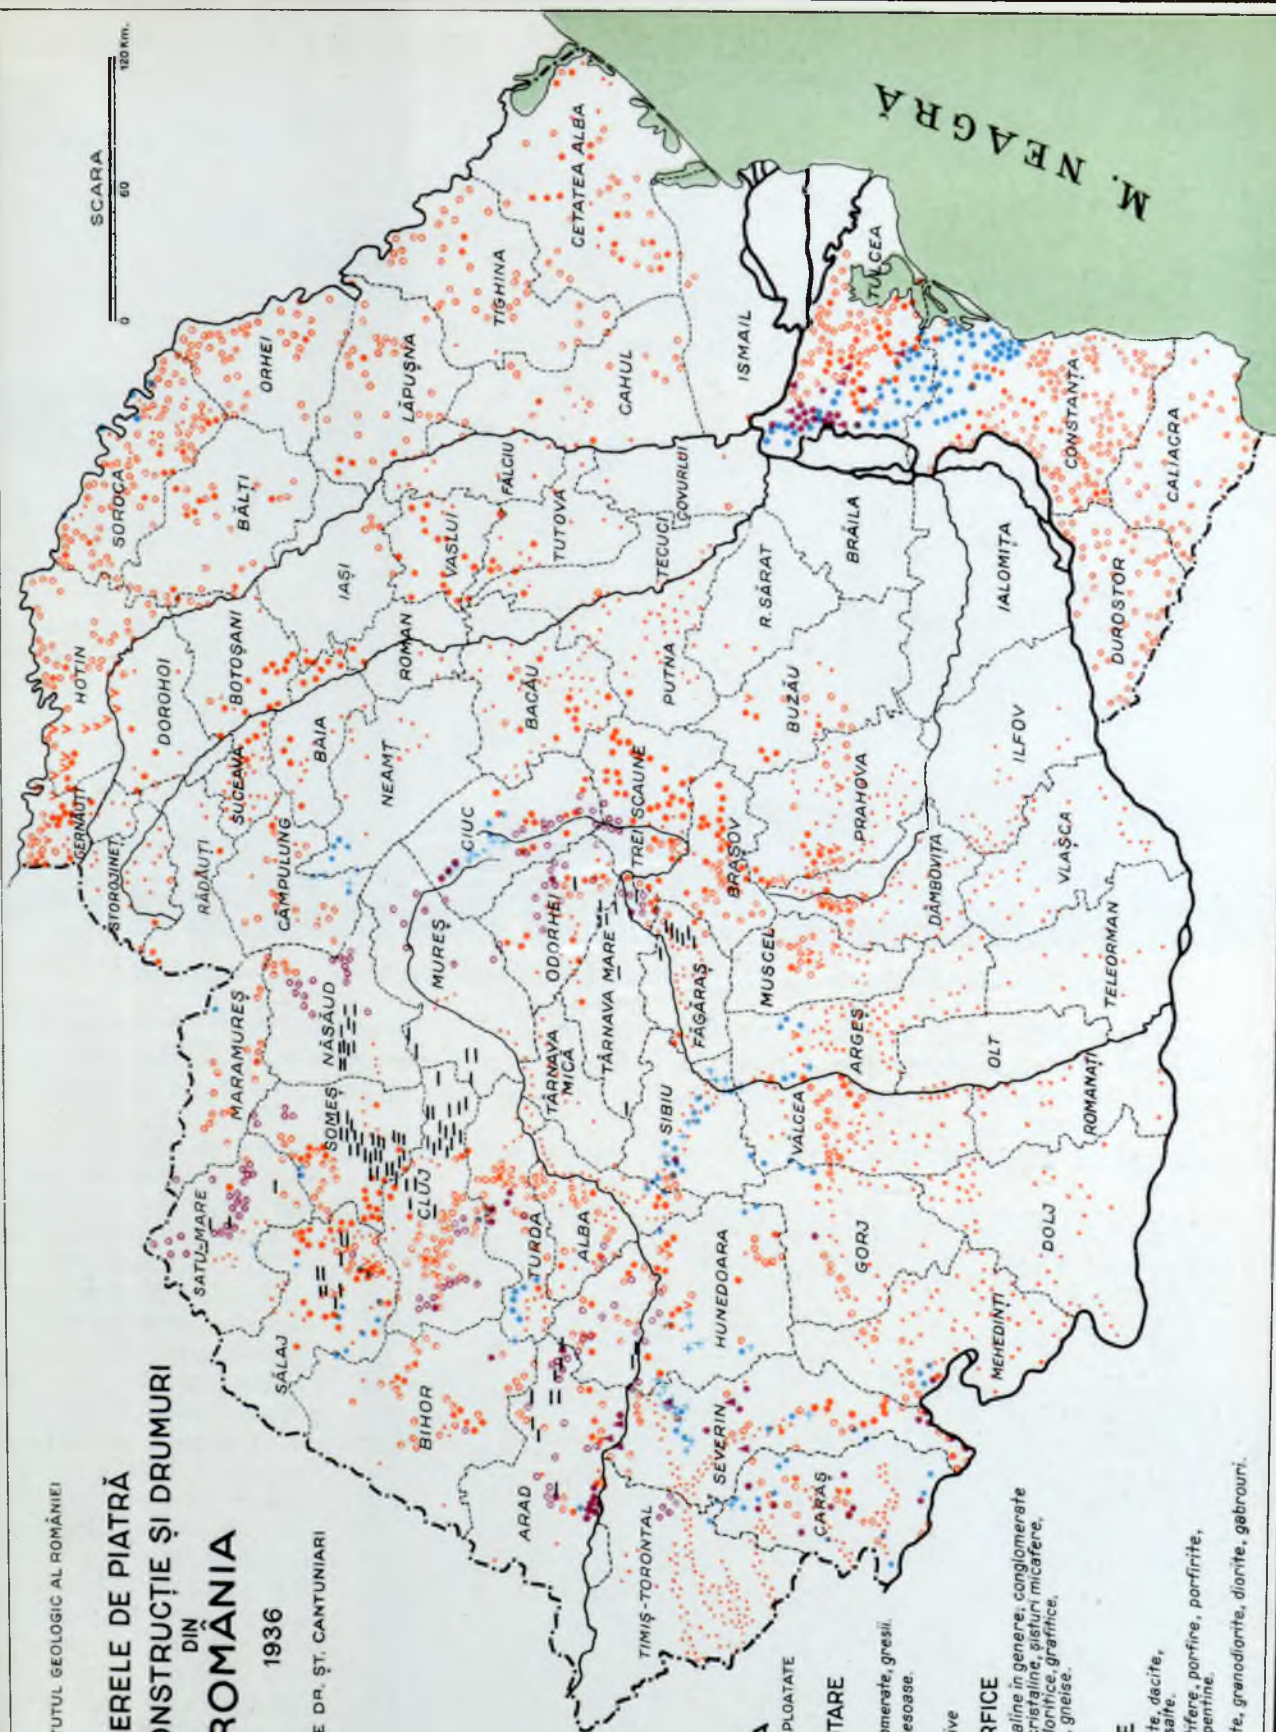 TUTUL GEOLOGIC AL ROMÂNIEI
ERELE DE PIATRĂ
ONSTRUCȚIE ȘI DRUMURI
DIN
ROMÂNIA
1936
E DR. ȘT. CANTUNIARI
SCARA
0 60 120 Km.
M. NEAGRĂ
HOTIN
CERNĂUȚI
STOROJINEȚ
RĂDĂUȚI
SUCEAVA
CÂMPULUNG
DOROHOI
BOTOȘANI
BAIA
NEAMȚ
SOROCA
BĂLȚI
ORHEI
LĂPUȘNA
TIGHINA
CETATEA ALBA
CAHUL
ISMAIL
IAȘI
ROMAN
VASLUI
FĂLCIU
TUTOVA
BACĂU
TECUCI
COVURLUI
PUTNA
R. SĂRAT
BRĂILA
BUZĂU
TULCEA
CONSTANȚA
CALIACRA
DUROSTOR
IALOMIȚA
ILFOV
PRAHOVA
DÂMBOVIȚA
VLAȘCA
TELEORMAN
MUSCEL
ARGEȘ
OLT
ROMANAȚI
VÂLCEA
GORJ
DOLJ
MEHEDINȚI
MARAMUREȘ
NĂSĂUD
SATU-MARE
SOMEȘ
CLUJ
SĂLAJ
BIHOR
MUREȘ
CIUC
ODORHEI
TREI SCAUNE
BRAȘOV
FĂGĂRAȘ
TÂRNAVA MARE
TÂRNAVA
MICĂ
SIBIU
TURDA
ALBA
HUNEDOARA
ARAD
TIMIȘ-TORONTAL
SEVERIN
CARAȘ
A
PLOATATE
TARE
omerate, gresii.
esoase.
ive
RFICE
aline în genere; conglomerate
cristaline, șisturi micafere,
loritice, grafitice,
gneise.
E
te, dacite,
salte.
ifere, porfire, porfirite,
mentine.
e, granodiorite, diorite, gabrouri.